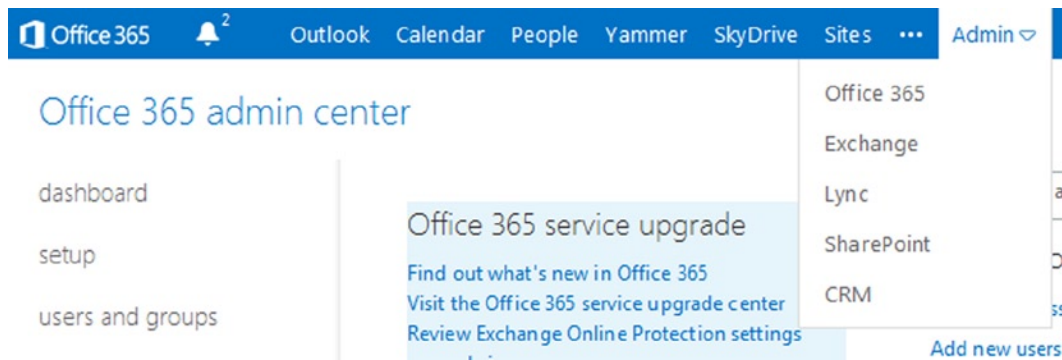 Office 365 2 Outlook Calendar People Yammer SkyDrive Sites ... Admin
Office 365
Exchange
Lync
SharePoint
CRM
Office 365 admin center
dashboard
setup
users and groups
Office 365 service upgrade
Find out what's new in Office 365
Visit the Office 365 service upgrade center
Review Exchange Online Protection settings
Add new users